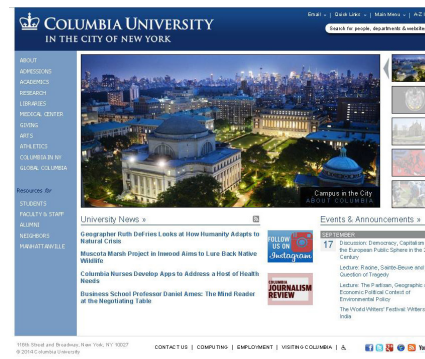 COLUMBIA UNIVERSITY
IN THE CITY OF NEW YORK
Email
Quick Links
Main Menu
A-Z
Search for people, departments & websites
ABOUT
ADMISSIONS
ACADEMICS
RESEARCH
LIBRARIES
MEDICAL CENTER
GIVING
ARTS
ATHLETICS
COLUMBIA IN NY
GLOBAL COLUMBIA
Resources for
STUDENTS
FACULTY & STAFF
ALUMNI
NEIGHBORS
MANHATTANVILLE
Campus in the City
ABOUT COLUMBIA
University News »
Geographer Ruth DeFries Looks at How Humanity Adapts to
Natural Crisis
Muscota Marsh Project in Inwood Aims to Lure Back Native
Wildlife
Columbia Nurses Develop Apps to Address a Host of Health
Needs
Business School Professor Daniel Ames: The Mind Reader
at the Negotiating Table
FOLLOW
US ON
Instagram
COLUMBIA
JOURNALISM
REVIEW
Events & Announcements »
SEPTEMBER
17
Discussion: Democracy, Capitalism
the European Public Sphere in the
Century
Lecture: Racine, Sainte-Beuve and
Question of Tragedy
Lecture: The Partisan, Geographic
Economic Political Context of
Environmental Policy
The World Writers' Festival: Writers
India
116th Street and Broadway, New York, NY 10027
© 2014 Columbia University
CONTACT US | COMPUTING | EMPLOYMENT | VISITING COLUMBIA |